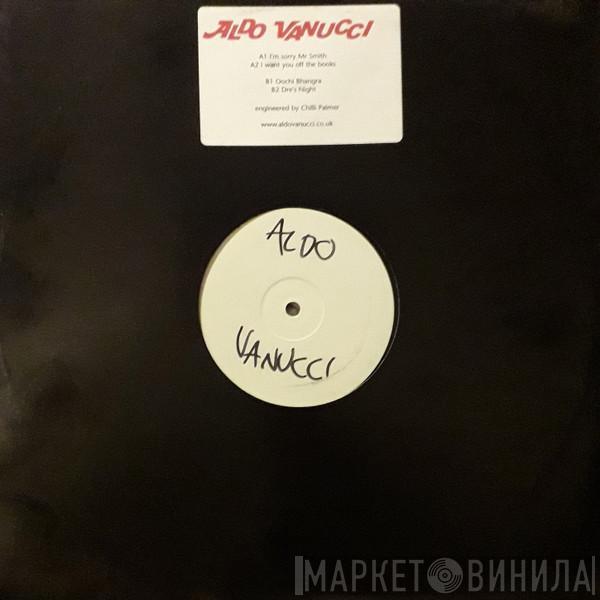 ALDO VANUCCI
A1 I'm sorry Mr Smith
A2 I want you off the books
B1 Oochi Bhangra
B2 Dre's Night
engineered by Chilli Palmer
www.aldovanucci.co.uk
ALDO
VANUCCI
МАРКЕТ ВИНИЛА